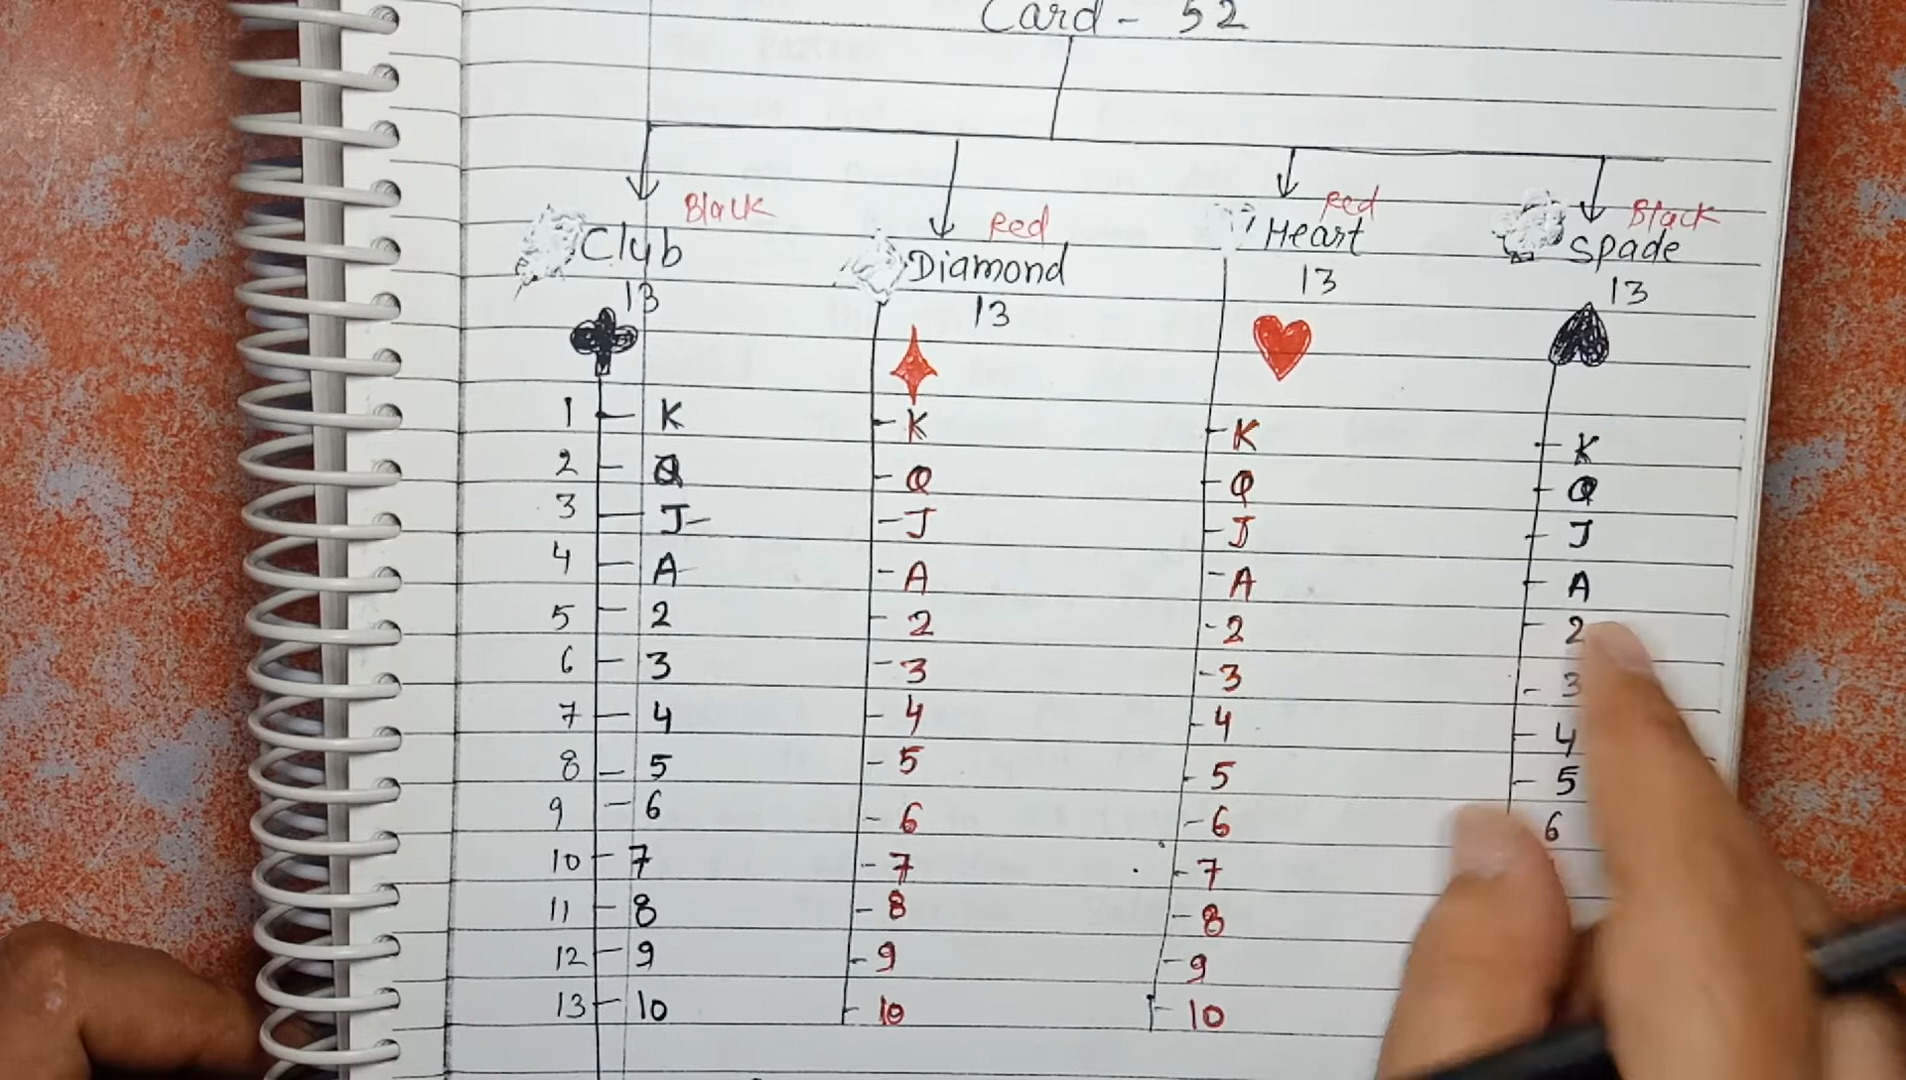 Card - 52
Black Red Red Black
Club Diamond Heart Spade
13 13 13 13
1 K K K K
2 Q Q Q Q
3 J J J J
4 A A A A
5 2 2 2 2
6 3 3 3 3
7 4 4 4 4
8 5 5 5 5
9 6 6 6 6
10 7 7 7
11 8 8 8
12 9 9 9
13 10 10 10